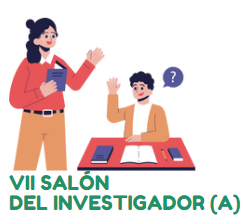 ?
VII SALÓN
DEL INVESTIGADOR (A)